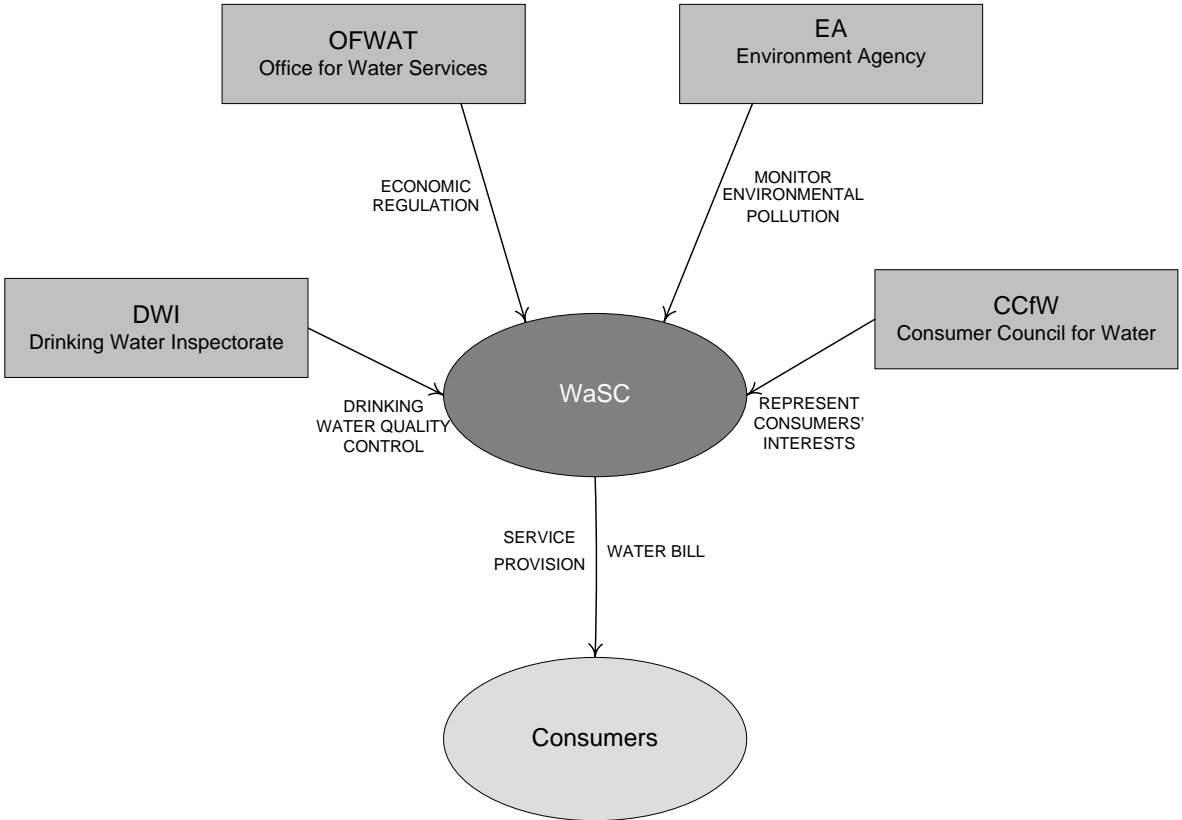 OFWAT
Office for Water Services
EA
Environment Agency
ECONOMIC
REGULATION
MONITOR
ENVIRONMENTAL
POLLUTION
DWI
Drinking Water Inspectorate
CCfW
Consumer Council for Water
WaSC
DRINKING
WATER QUALITY
CONTROL
REPRESENT
CONSUMERS’
INTERESTS
SERVICE
PROVISION
WATER BILL
Consumers